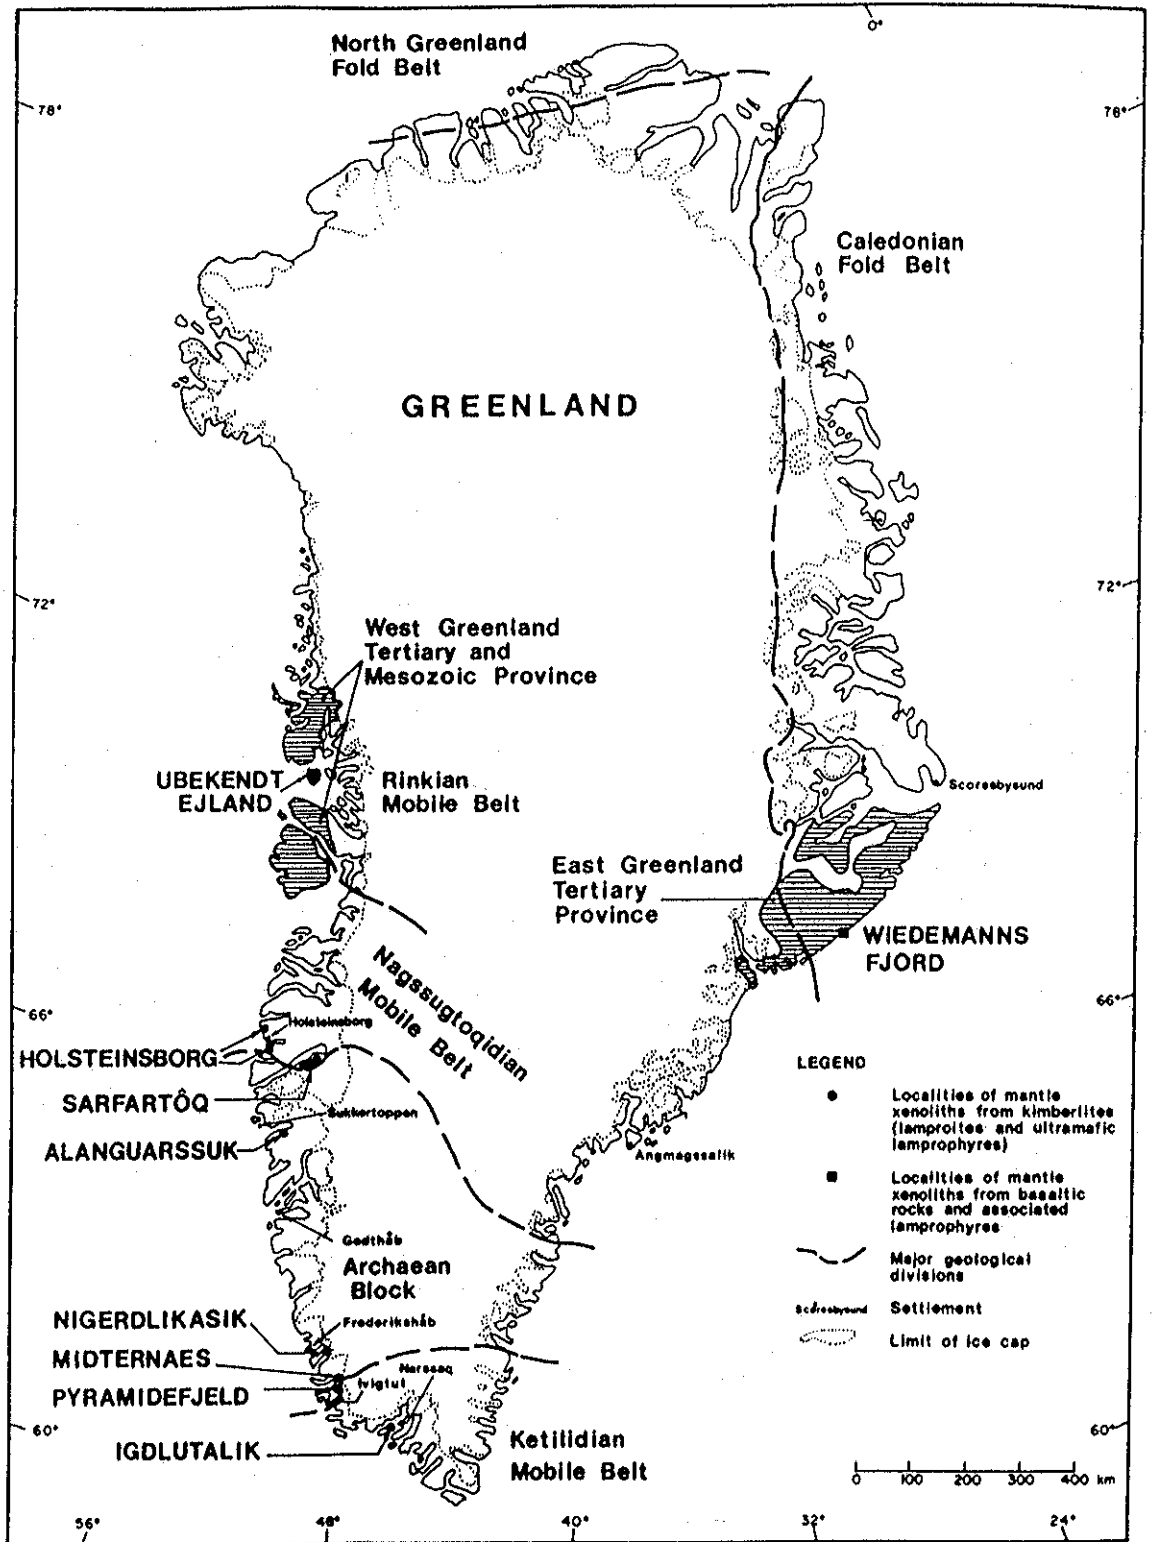 0°
North Greenland
Fold Belt
78°
78°
Caledonian
Fold Belt
GREENLAND
72°
72°
West Greenland
Tertiary and
Mesozoic Province
UBEKENDT
EJLAND
Rinkian
Mobile Belt
Scoresbysund
East Greenland
Tertiary
Province
WIEDEMANNS
FJORD
Nagssugtoqidian
Mobile Belt
66°
66°
Holsteinsborg
HOLSTEINSBORG
SARFARTÔQ
Sukkertoppen
ALANGUARSSUK
Angmagssalik
Godthåb
Archaean
Block
NIGERDLIKASIK
Frederikshåb
MIDTERNAES
Narssaq
Ivigtut
PYRAMIDEFJELD
60°
60°
IGDLUTALIK
Ketilidian
Mobile Belt
LEGEND
Localities of mantle
xenoliths from kimberlites
(lamproites and ultramafic
lamprophyres)
Localities of mantle
xenoliths from basaltic
rocks and associated
lamprophyres
Major geological
divisions
Scoresbysund Settlement
Limit of ice cap
0 100 200 300 400 km
56° 48° 40° 32° 24°